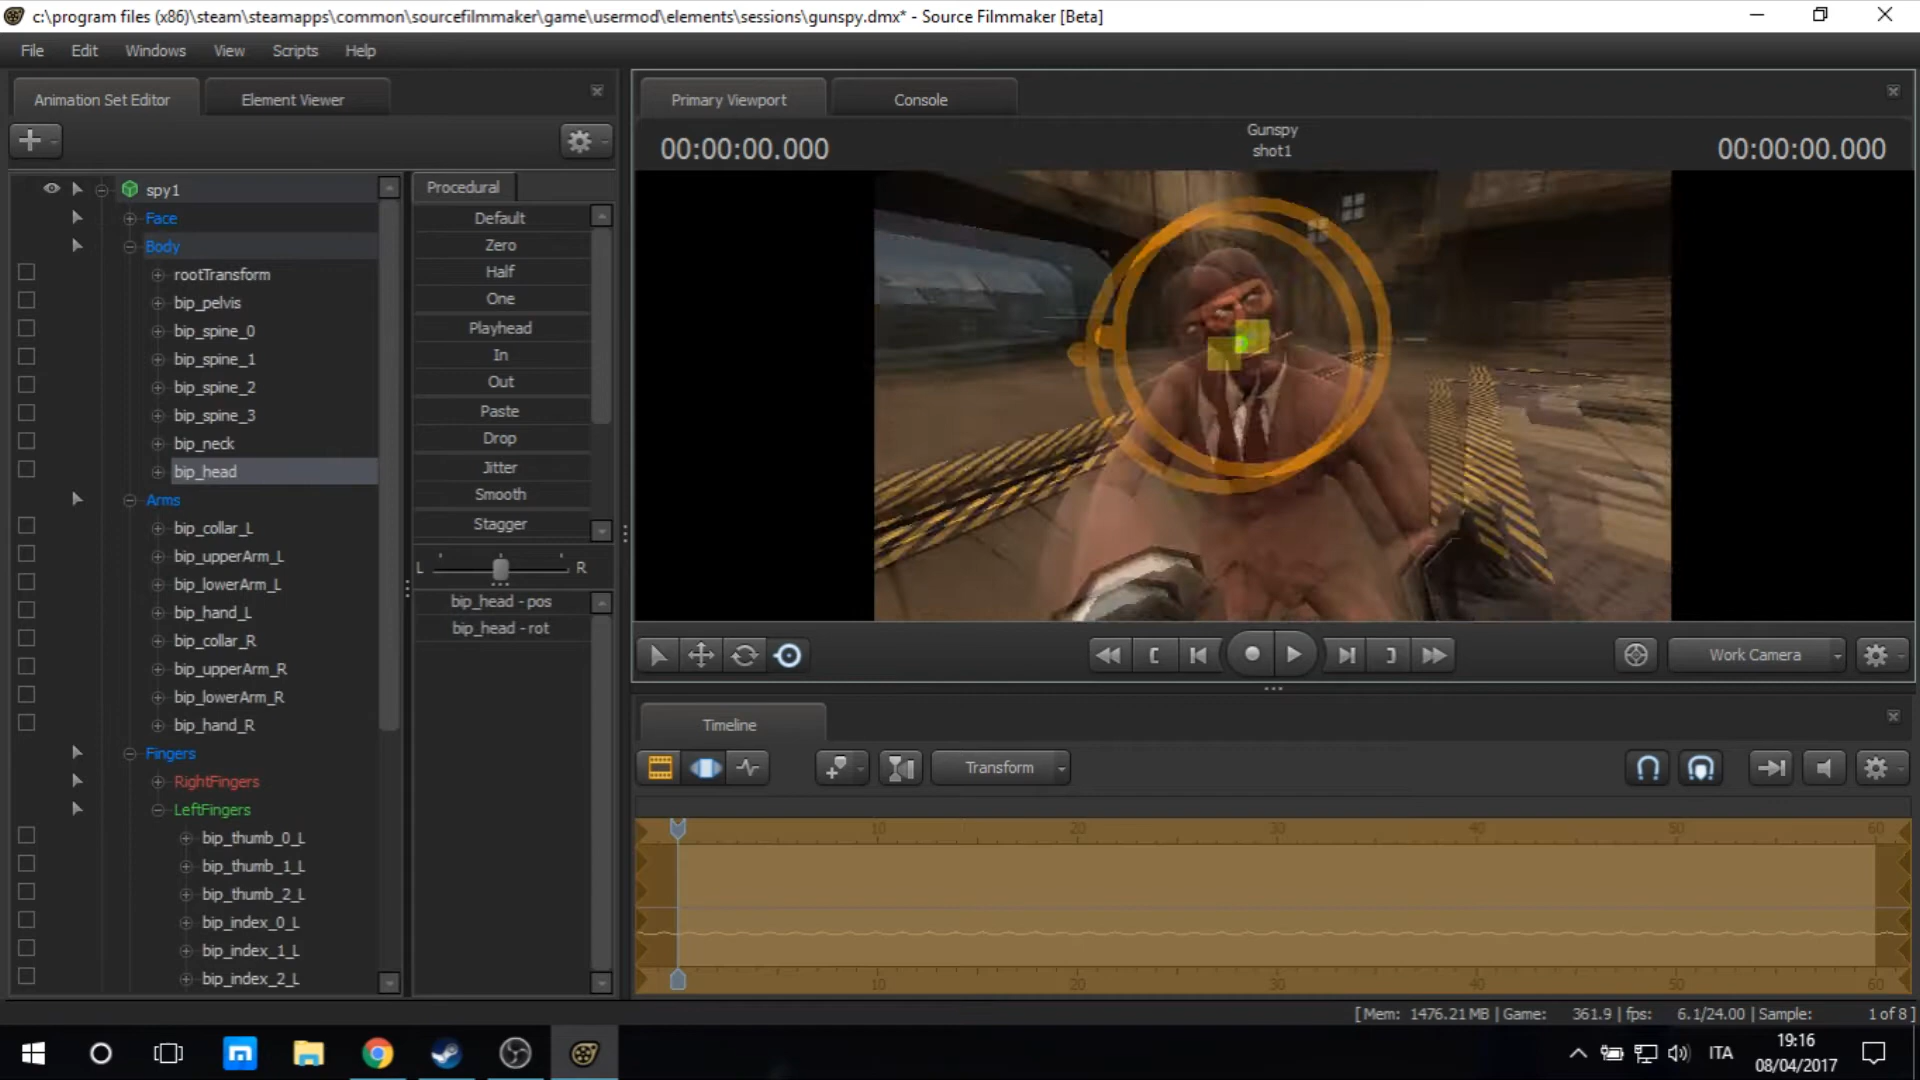 c:\program files (x86)\steam\steamapps\common\sourcefilmmaker\game\usermod\elements\sessions\gunspy.dmx* - Source Filmmaker [Beta]
File Edit Windows View Scripts Help
Animation Set Editor Element Viewer
spy1
Face
Body
rootTransform
bip_pelvis
bip_spine_0
bip_spine_1
bip_spine_2
bip_spine_3
bip_neck
bip_head
Arms
bip_collar_L
bip_upperArm_L
bip_lowerArm_L
bip_hand_L
bip_collar_R
bip_upperArm_R
bip_lowerArm_R
bip_hand_R
Fingers
RightFingers
LeftFingers
bip_thumb_0_L
bip_thumb_1_L
bip_thumb_2_L
bip_index_0_L
bip_index_1_L
bip_index_2_L
Procedural
Default
Zero
Half
One
Playhead
In
Out
Paste
Drop
Jitter
Smooth
Stagger
L R
bip_head - pos
bip_head - rot
Primary Viewport Console
00:00:00.000
Gunspy
shot1
00:00:00.000
Work Camera
Timeline
Transform
10 20 30 40 50 60
10 20 30 40 50 60
[ Mem: 1476.21 MB | Game: 361.9 | fps: 6.1/24.00 | Sample: 1 of 8 ]
ITA
19:16
08/04/2017